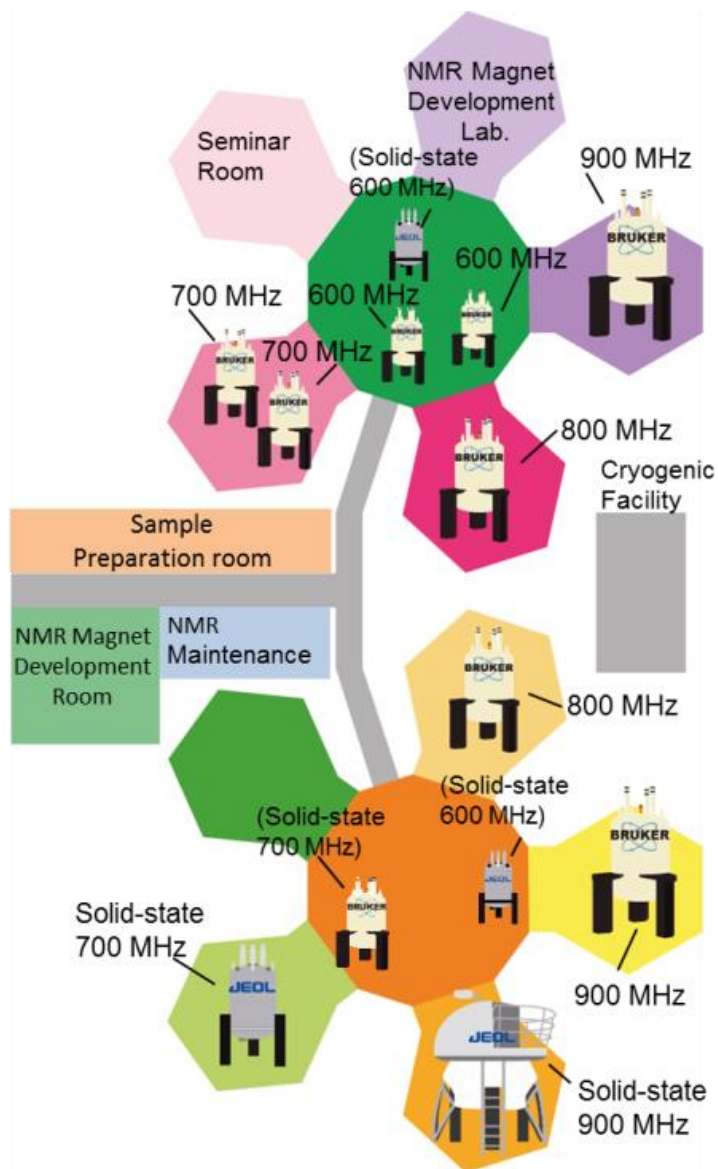 NMR Magnet
Development
Lab.
Seminar
Room
(Solid-state
600 MHz)
JEOL
900 MHz
BRUKER
600 MHz
BRUKER
600 MHz
BRUKER
700 MHz
BRUKER
700 MHz
BRUKER
800 MHz
BRUKER
Cryogenic
Facility
Sample
Preparation room
NMR Magnet
Development
Room
NMR
Maintenance
BRUKER
800 MHz
(Solid-state
600 MHz)
JEOL
(Solid-state
700 MHz)
BRUKER
BRUKER
900 MHz
Solid-state
700 MHz
JEOL
JEOL
Solid-state
900 MHz